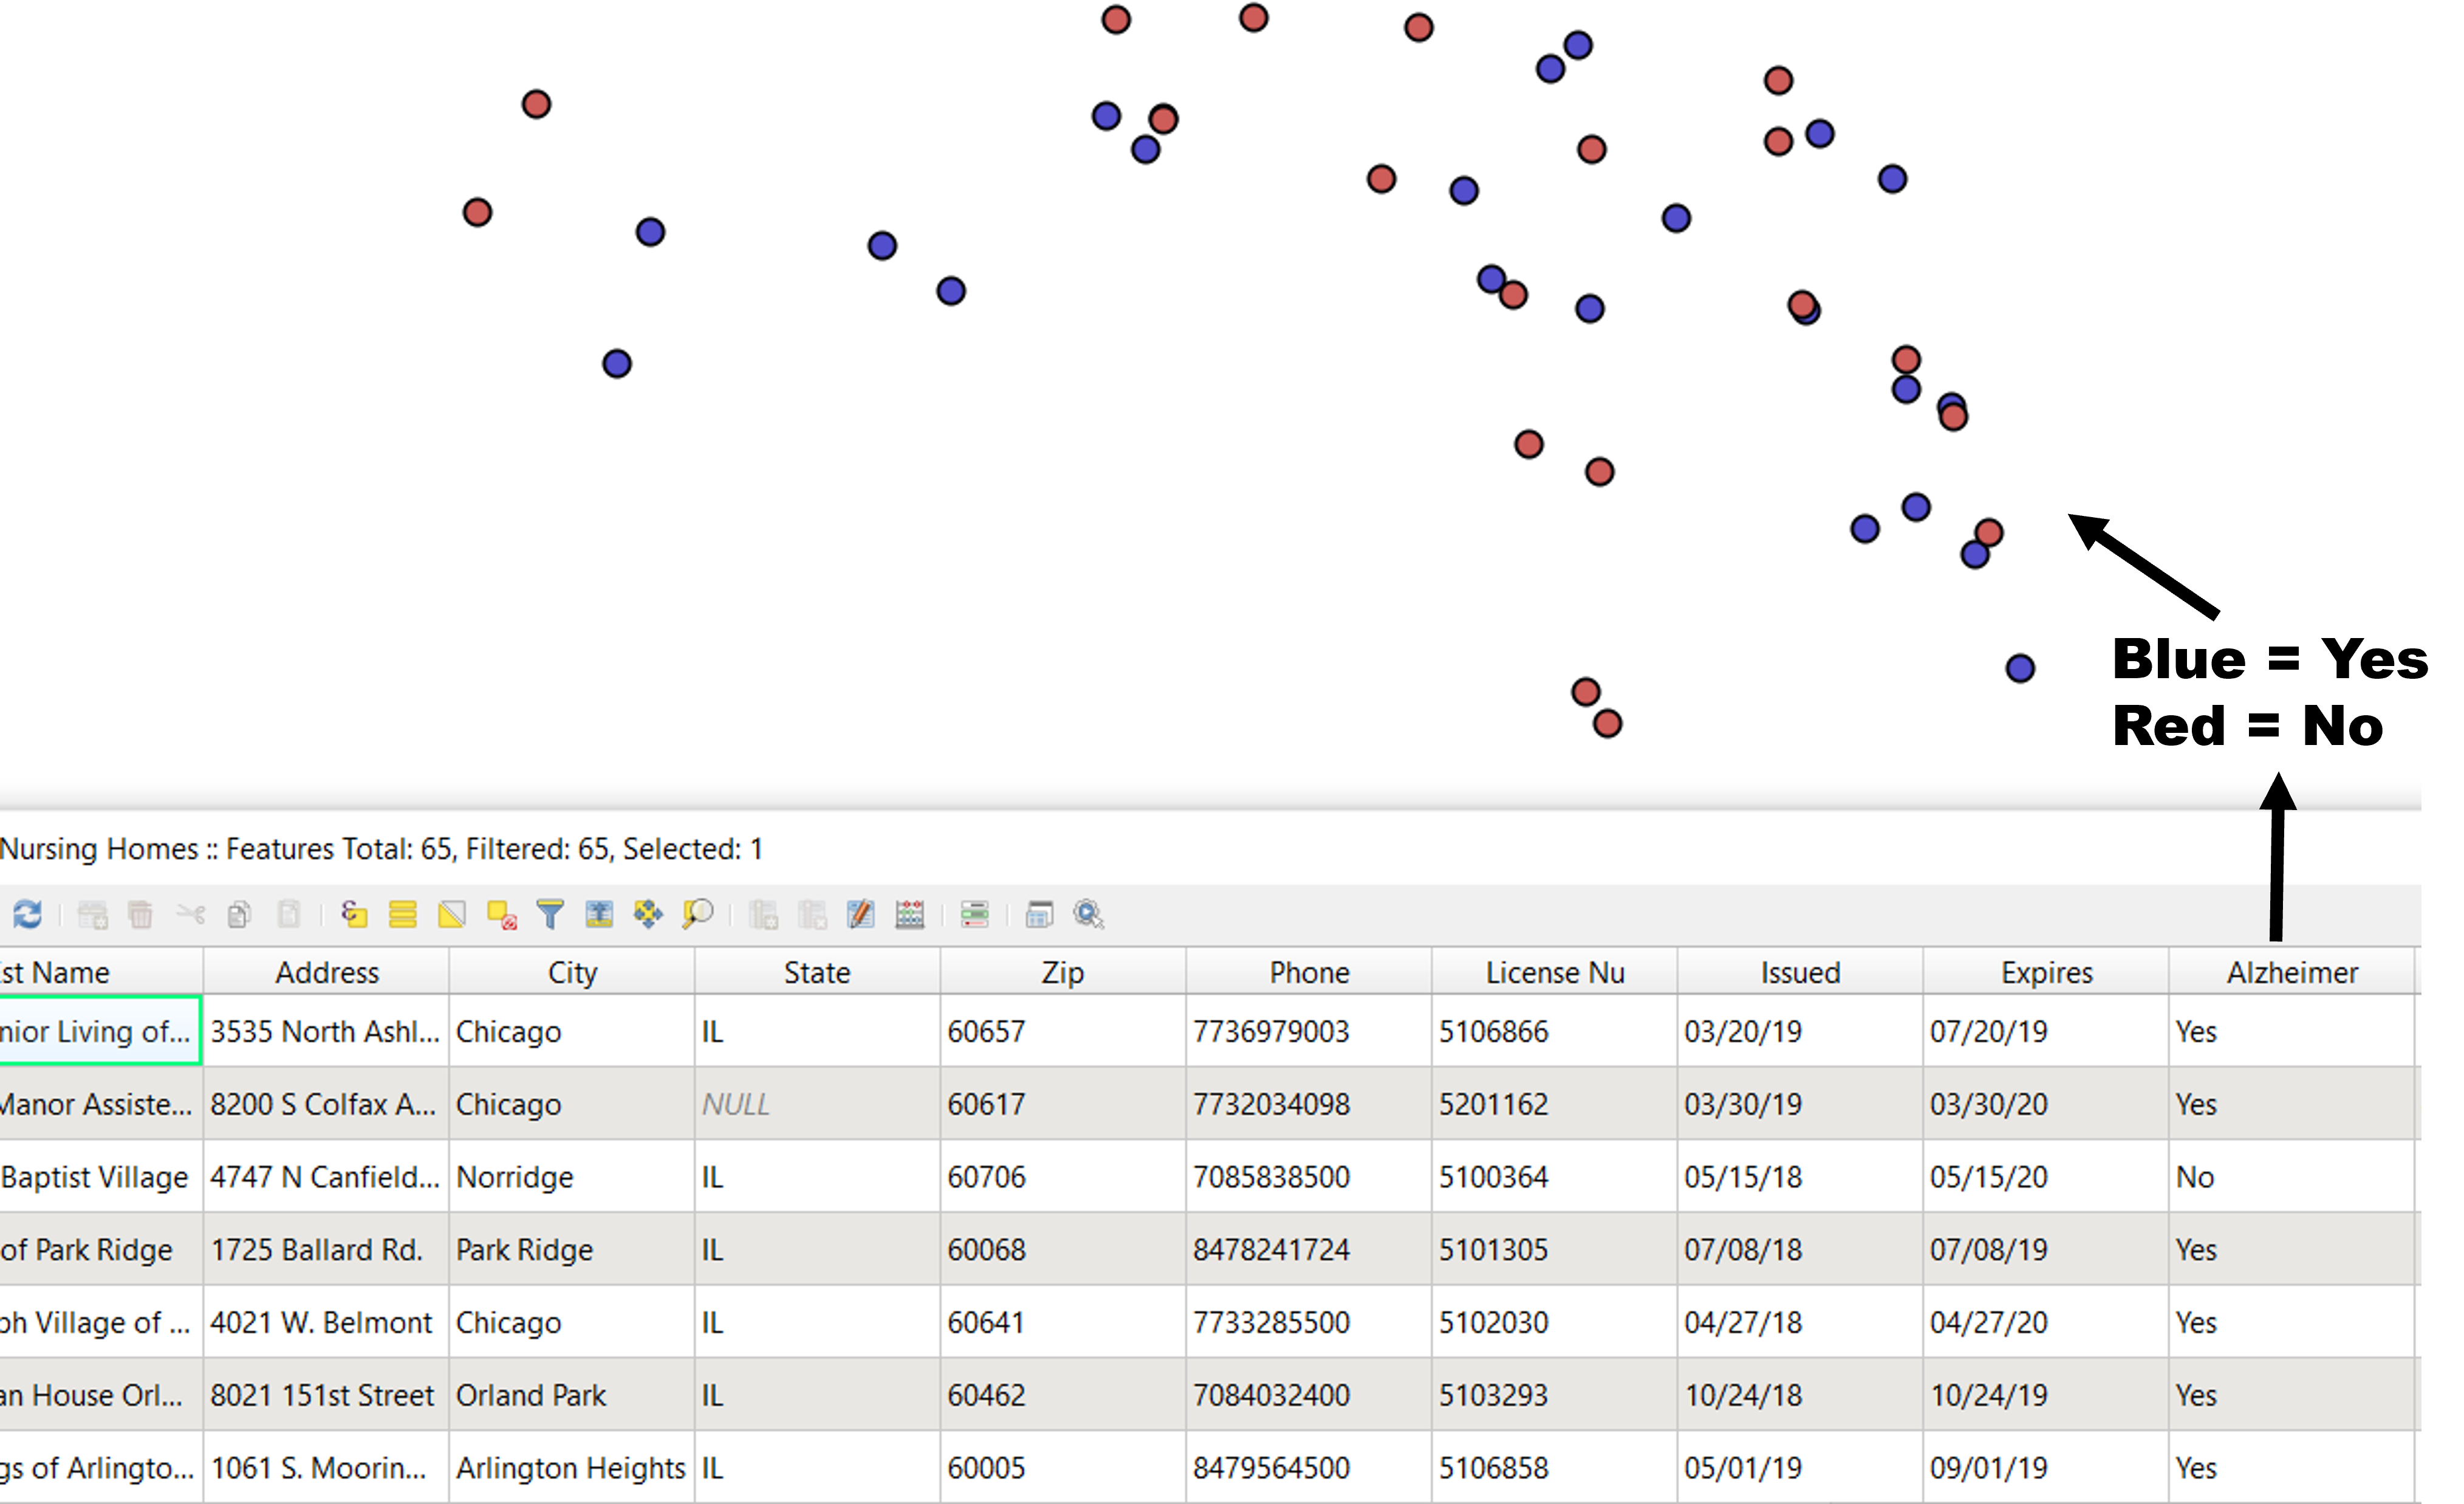 Blue = Yes
Red = No
Nursing Homes :: Features Total: 65, Filtered: 65, Selected: 1
st Name Address City State Zip Phone License Nu Issued Expires Alzheimer
nior Living of... 3535 North Ashl... Chicago IL 60657 7736979003 5106866 03/20/19 07/20/19 Yes
Manor Assiste... 8200 S Colfax A... Chicago NULL 60617 7732034098 5201162 03/30/19 03/30/20 Yes
Baptist Village 4747 N Canfield... Norridge IL 60706 7085838500 5100364 05/15/18 05/15/20 No
of Park Ridge 1725 Ballard Rd. Park Ridge IL 60068 8478241724 5101305 07/08/18 07/08/19 Yes
ph Village of ... 4021 W. Belmont Chicago IL 60641 7733285500 5102030 04/27/18 04/27/20 Yes
an House Orl... 8021 151st Street Orland Park IL 60462 7084032400 5103293 10/24/18 10/24/19 Yes
gs of Arlingto... 1061 S. Moorin... Arlington Heights IL 60005 8479564500 5106858 05/01/19 09/01/19 Yes